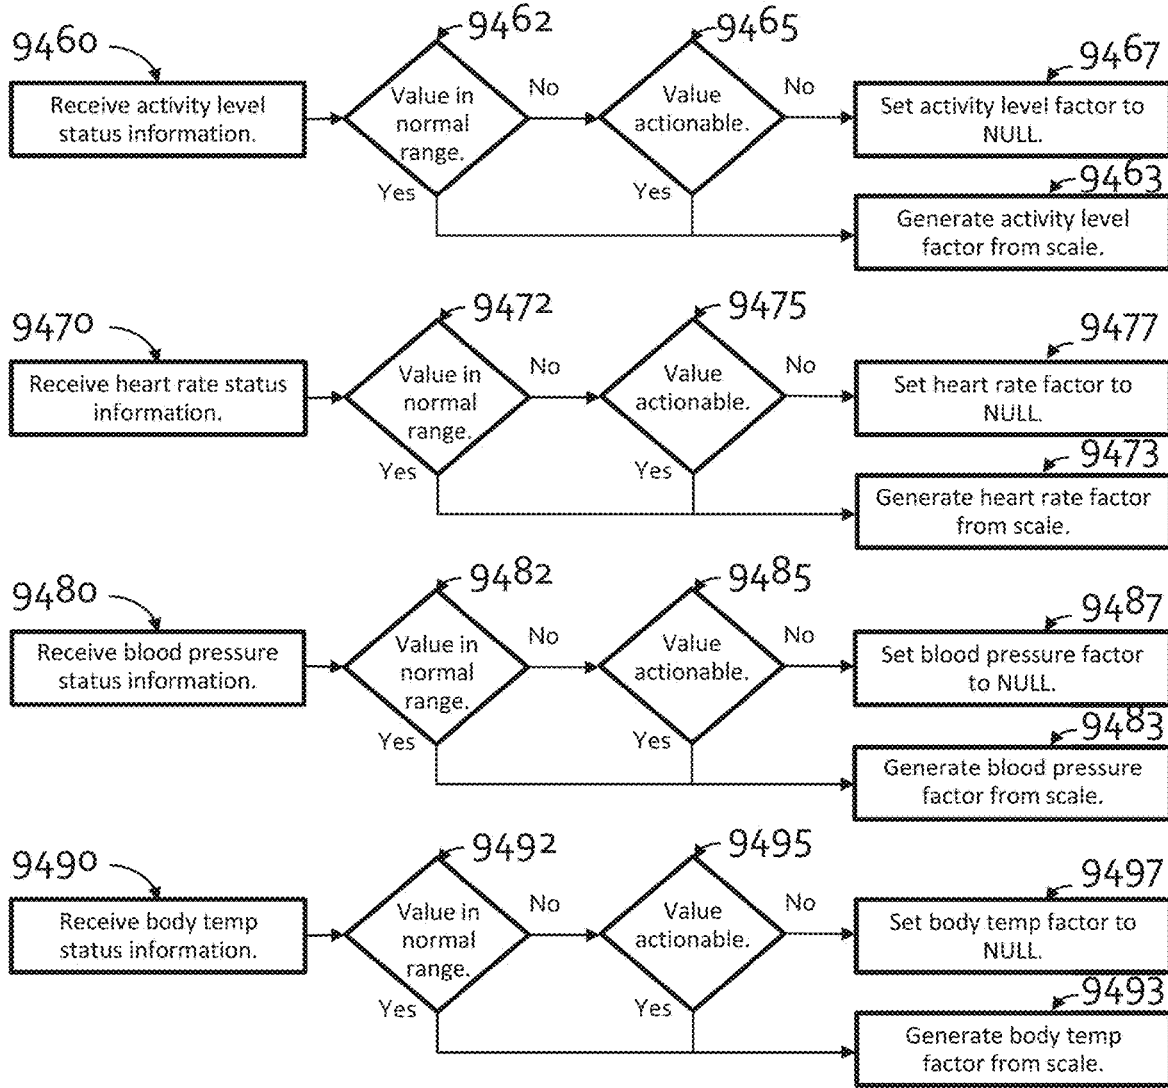 9460
9462
9465
9467
Receive activity level
status information.
Value in
normal
range.
No
Value
actionable.
No
Set activity level factor to
NULL.
Yes
Yes
9463
Generate activity level
factor from scale.
9470
9472
9475
9477
Receive heart rate status
information.
Value in
normal
range.
No
Value
actionable.
No
Set heart rate factor to
NULL.
Yes
Yes
9473
Generate heart rate factor
from scale.
9480
9482
9485
9487
Receive blood pressure
status information.
Value in
normal
range.
No
Value
actionable.
No
Set blood pressure factor
to NULL.
Yes
Yes
9483
Generate blood pressure
factor from scale.
9490
9492
9495
9497
Receive body temp
status information.
Value in
normal
range.
No
Value
actionable.
No
Set body temp factor to
NULL.
Yes
Yes
9493
Generate body temp
factor from scale.